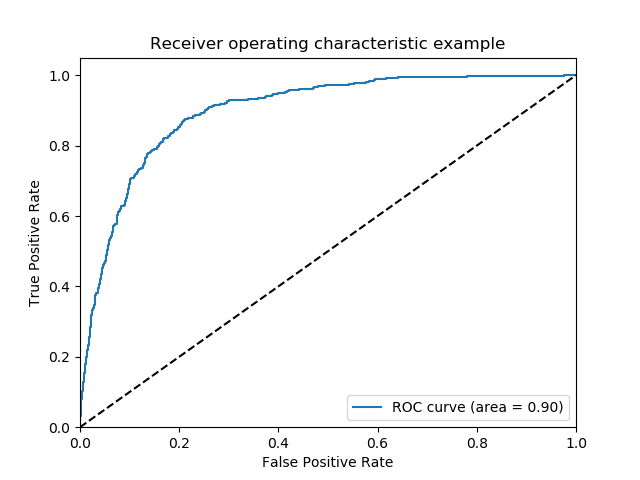 Receiver operating characteristic example
True Positive Rate
1.0
0.8
0.6
0.4
0.2
0.0
ROC curve (area = 0.90)
0.0 0.2 0.4 0.6 0.8 1.0
False Positive Rate